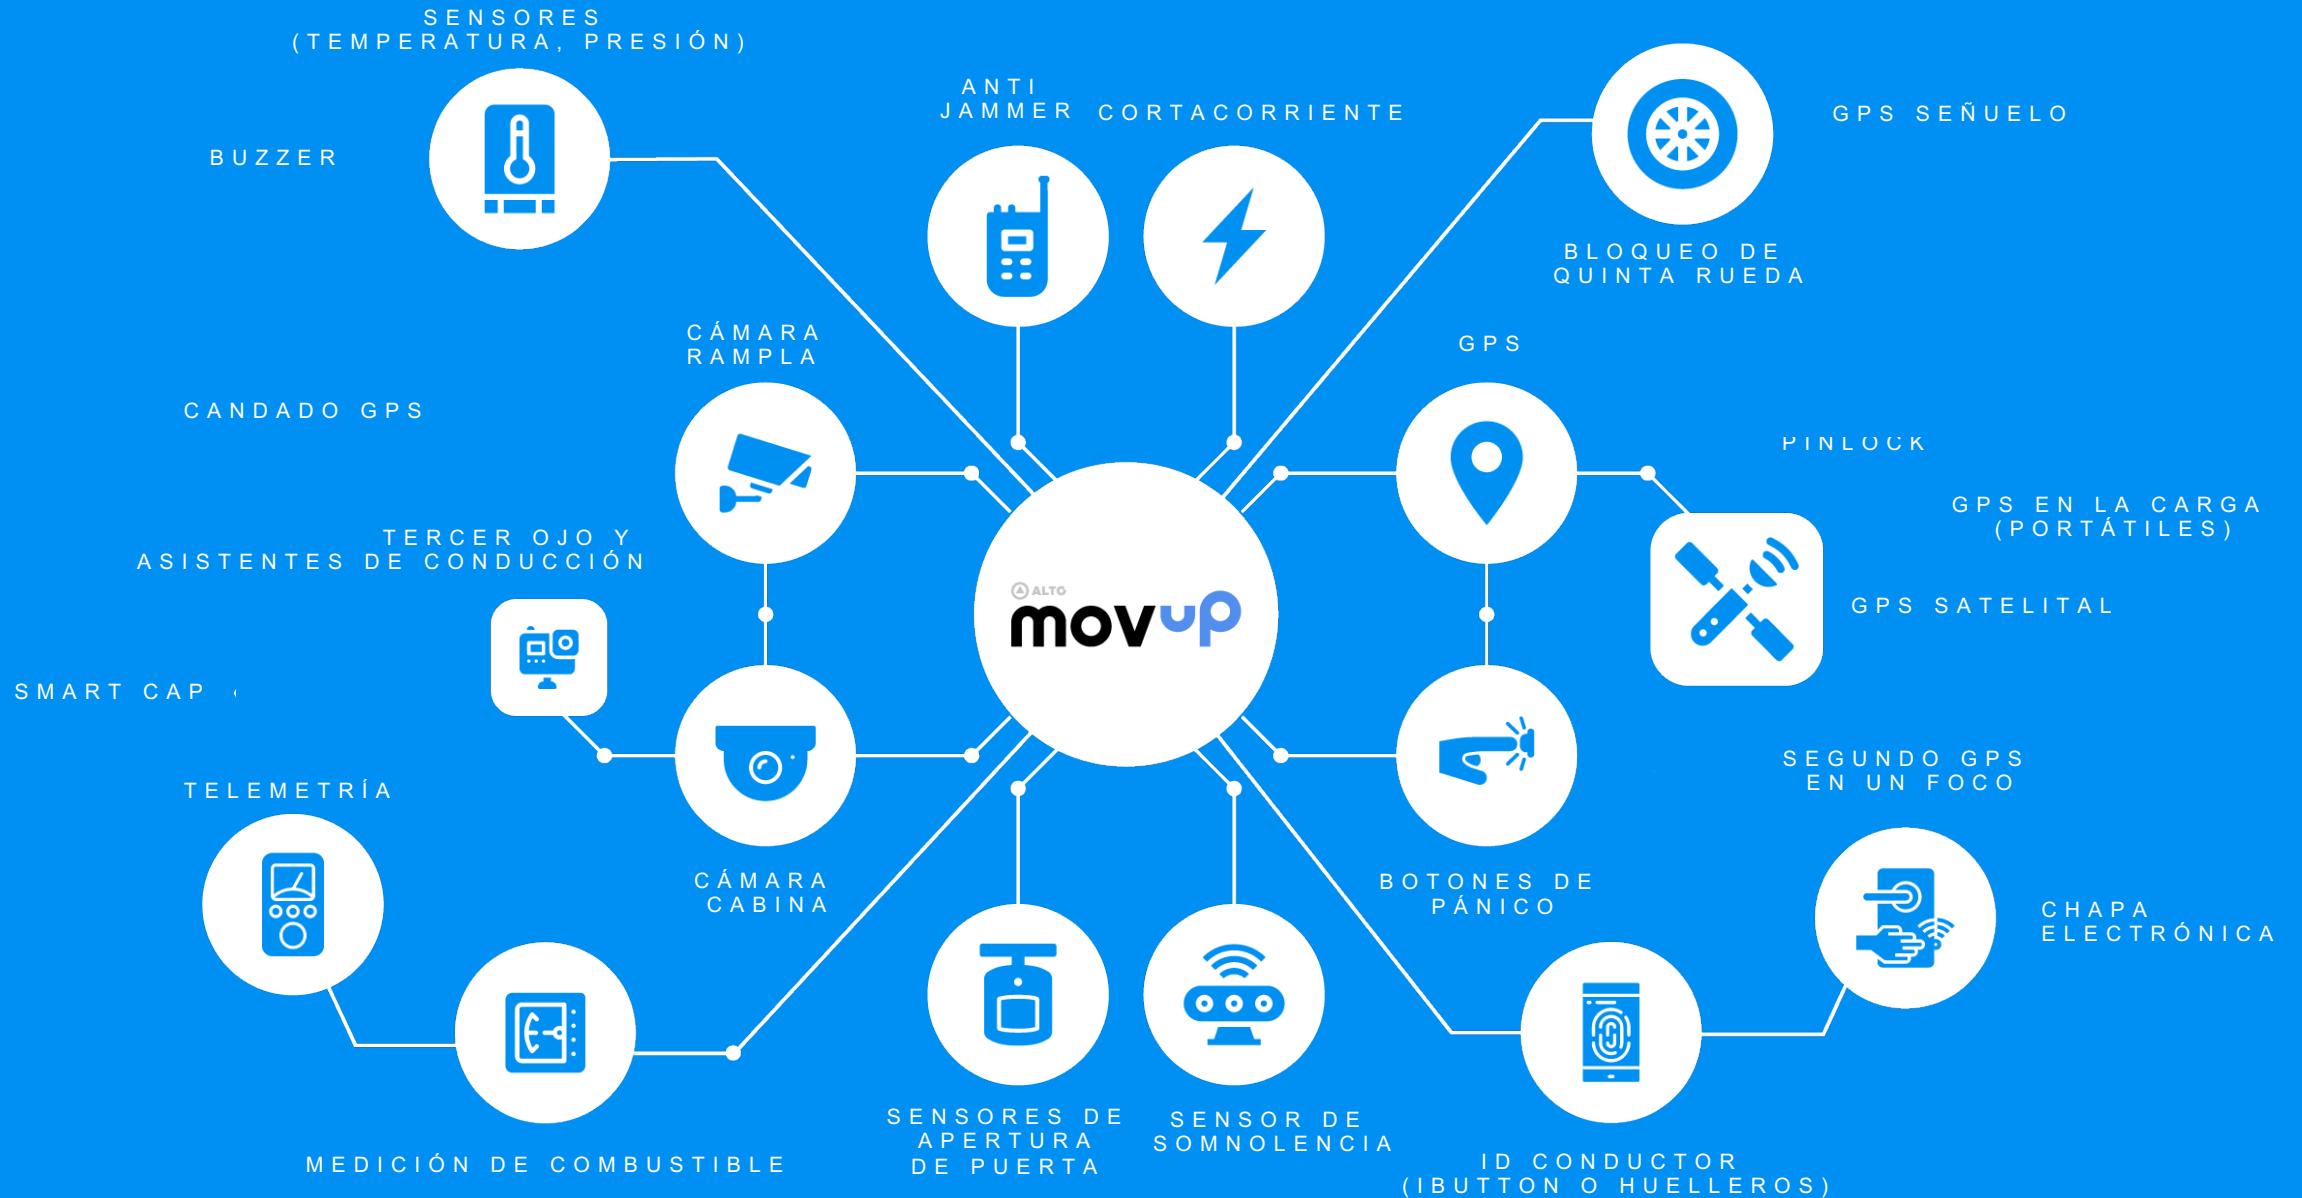 SENSORES
(TEMPERATURA, PRESIÓN)
BUZZER
ANTI
JAMMER
CORTACORRIENTE
GPS SEÑUELO
BLOQUEO DE
QUINTA RUEDA
CÁMARA
RAMPLA
GPS
CANDADO GPS
PINLOCK
GPS EN LA CARGA
(PORTÁTILES)
TERCER OJO Y
ASISTENTES DE CONDUCCIÓN
ALTO
movup
GPS SATELITAL
SMART CAP
TELEMETRÍA
SEGUNDO GPS
EN UN FOCO
CÁMARA
CABINA
BOTONES DE
PÁNICO
CHAPA
ELECTRÓNICA
SENSORES DE
APERTURA
DE PUERTA
SENSOR DE
SOMNOLENCIA
MEDICIÓN DE COMBUSTIBLE
ID CONDUCTOR
(IBUTTON O HUELLEROS)